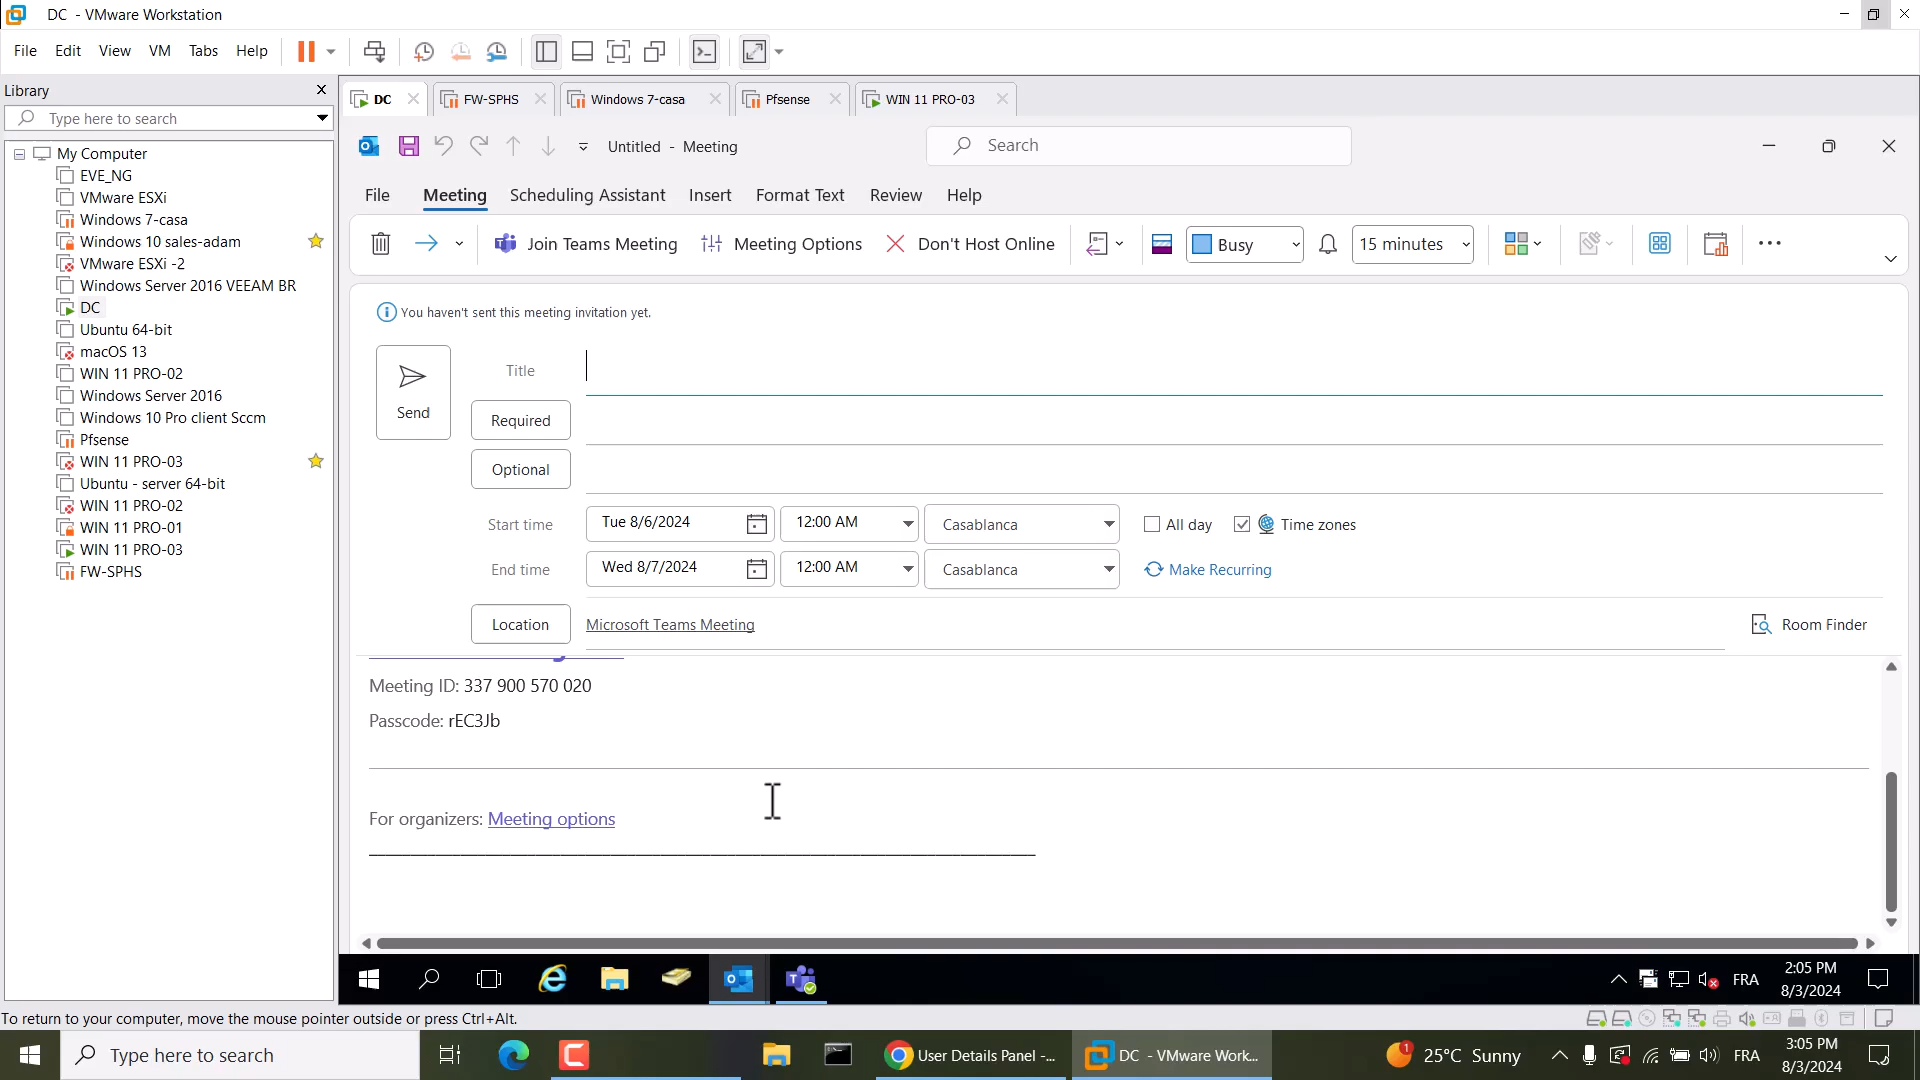 DC - VMware Workstation
File Edit View VM Tabs Help
Library
Type here to search
My Computer
EVE_NG
VMware ESXi
Windows 7-casa
Windows 10 sales-adam
VMware ESXi -2
Windows Server 2016 VEEAM BR
DC
Ubuntu 64-bit
macOS 13
WIN 11 PRO-02
Windows Server 2016
Windows 10 Pro client Sccm
Pfsense
WIN 11 PRO-03
Ubuntu - server 64-bit
WIN 11 PRO-02
WIN 11 PRO-01
WIN 11 PRO-03
FW-SPHS
DC FW-SPHS Windows 7-casa Pfsense WIN 11 PRO-03
Untitled - Meeting
Search
File Meeting Scheduling Assistant Insert Format Text Review Help
Join Teams Meeting Meeting Options Don't Host Online Busy 15 minutes
You haven't sent this meeting invitation yet.
Send
Title
Required
Optional
Start time Tue 8/6/2024 12:00 AM Casablanca All day Time zones
End time Wed 8/7/2024 12:00 AM Casablanca Make Recurring
Location Microsoft Teams Meeting Room Finder
Meeting ID: 337 900 570 020
Passcode: rEC3Jb
For organizers: Meeting options
FRA
2:05 PM
8/3/2024
To return to your computer, move the mouse pointer outside or press Ctrl+Alt.
Type here to search
User Details Panel -...
DC - VMware Work...
1
25°C Sunny
FRA
3:05 PM
8/3/2024